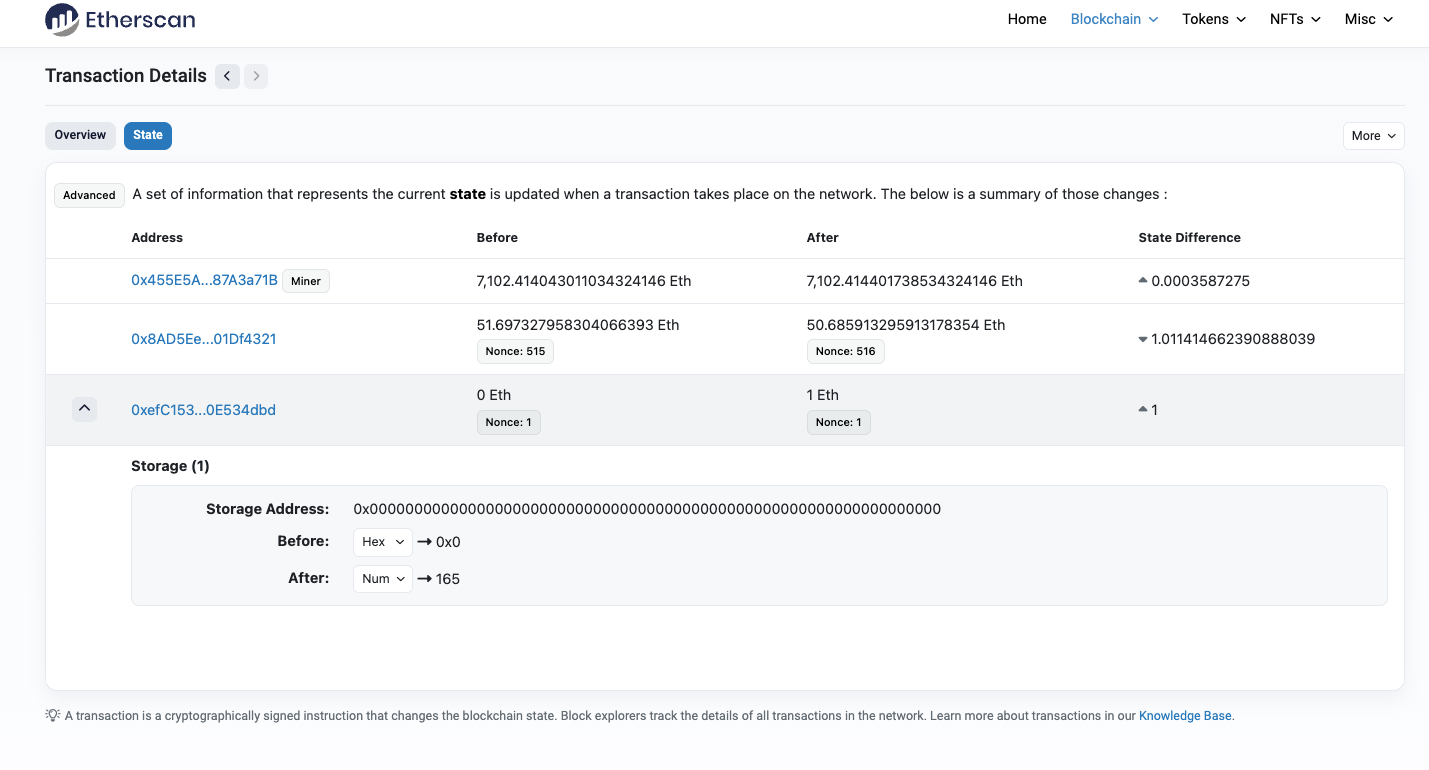 Etherscan
Home Blockchain Tokens NFTs Misc
Transaction Details
Overview State More
Advanced A set of information that represents the current state is updated when a transaction takes place on the network. The below is a summary of those changes :
Address Before After State Difference
0x455E5A...87A3a71B Miner 7,102.414043011034324146 Eth 7,102.414401738534324146 Eth 0.0003587275
51.697327958304066393 Eth 50.685913295913178354 Eth
0x8AD5Ee...01Df4321 1.011414662390888039
Nonce: 515 Nonce: 516
0 Eth 1 Eth
0xefC153...0E534dbd 1
Nonce: 1 Nonce: 1
Storage (1)
Storage Address: 0x0000000000000000000000000000000000000000000000000000000000000000
Before: Hex → 0x0
After: Num → 165
A transaction is a cryptographically signed instruction that changes the blockchain state. Block explorers track the details of all transactions in the network. Learn more about transactions in our Knowledge Base.